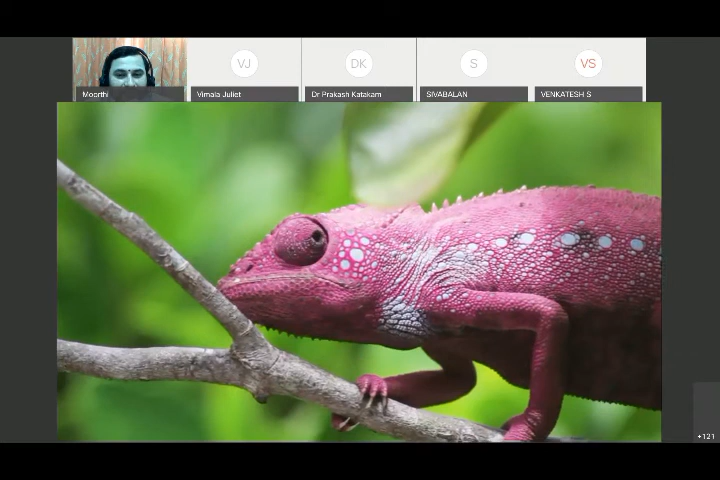 VJ
DK
S
VS
Moorthi
Vimala Juliet
Dr Prakash Katakam
SIVABALAN
VENKATESH S
+121